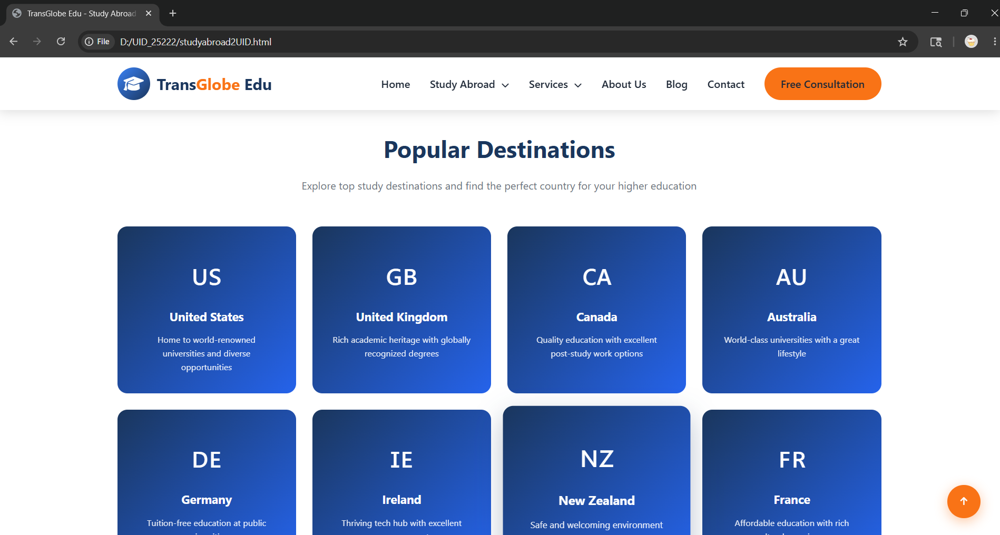 TransGlobe Edu - Study Abroad
File D:/UID_25222/studyabroad2UID.html
TransGlobe Edu
Home Study Abroad Services About Us Blog Contact Free Consultation
Popular Destinations
Explore top study destinations and find the perfect country for your higher education
US
United States
Home to world-renowned
universities and diverse
opportunities
GB
United Kingdom
Rich academic heritage with globally
recognized degrees
CA
Canada
Quality education with excellent
post-study work options
AU
Australia
World-class universities with a great
lifestyle
DE
Germany
Tuition-free education at public
IE
Ireland
Thriving tech hub with excellent
NZ
New Zealand
Safe and welcoming environment
FR
France
Affordable education with rich